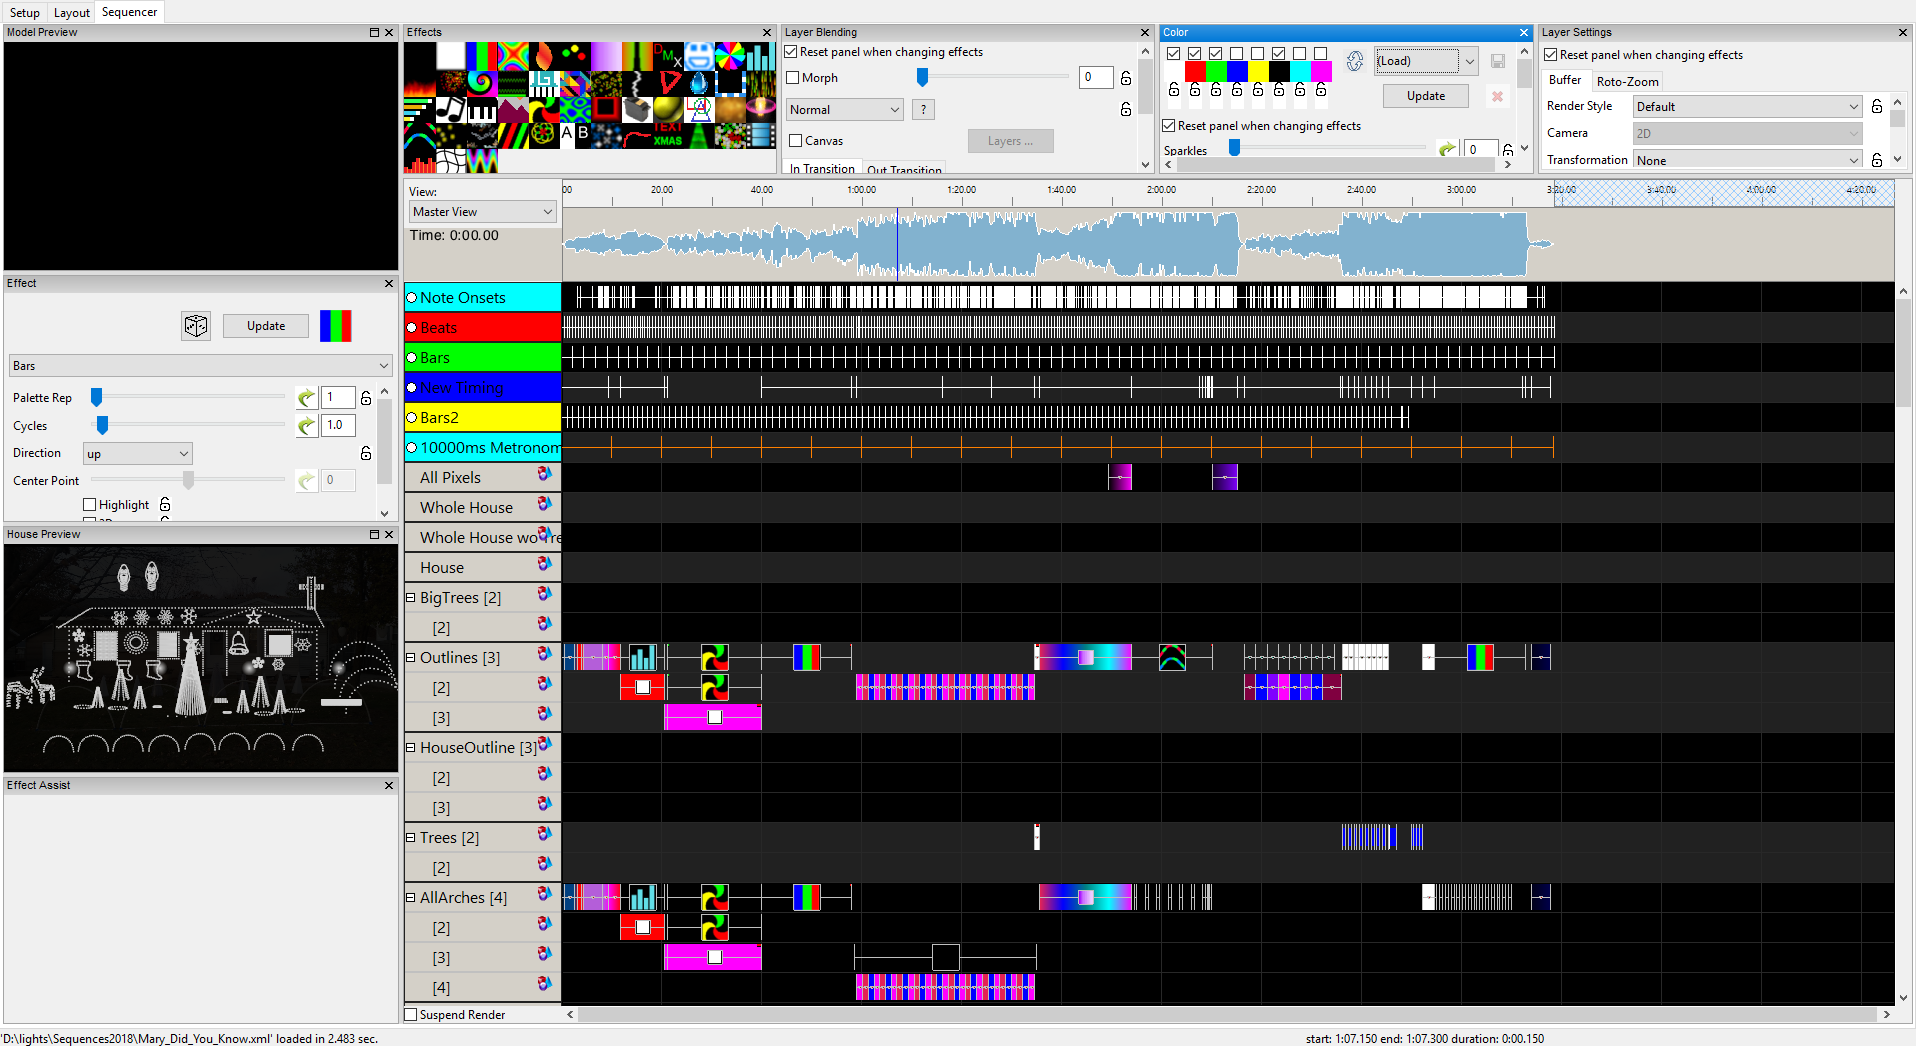 Setup Layout Sequencer
Model Preview
Effects
Layer Blending
Color
Layer Settings
Reset panel when changing effects
Morph
0
Normal
?
Canvas
Layers ...
In Transition
Out Transition
(Load)
Update
Reset panel when changing effects
Sparkles
0
Reset panel when changing effects
Buffer
Roto-Zoom
Render Style
Default
Camera
2D
Transformation
None
A B
TEXT
XMAS
View:
Master View
Time: 0:00.00
00 20.00 40.00 1:00.00 1:20.00 1:40.00 2:00.00 2:20.00 2:40.00 3:00.00 3:20.00 3:40.00 4:00.00 4:20.00
Effect
Update
Bars
Palette Rep
1
Cycles
1.0
Direction
up
Center Point
0
Highlight
House Preview
Effect Assist
Note Onsets
Beats
Bars
New Timing
Bars2
10000ms Metronom
All Pixels
Whole House
Whole House wo Tre
House
BigTrees [2]
[2]
Outlines [3]
[2]
[3]
HouseOutline [3]
[2]
[3]
Trees [2]
[2]
AllArches [4]
[2]
[3]
[4]
Suspend Render
'D:\lights\Sequences2018\Mary_Did_You_Know.xml' loaded in 2.483 sec.
start: 1:07.150 end: 1:07.300 duration: 0:00.150